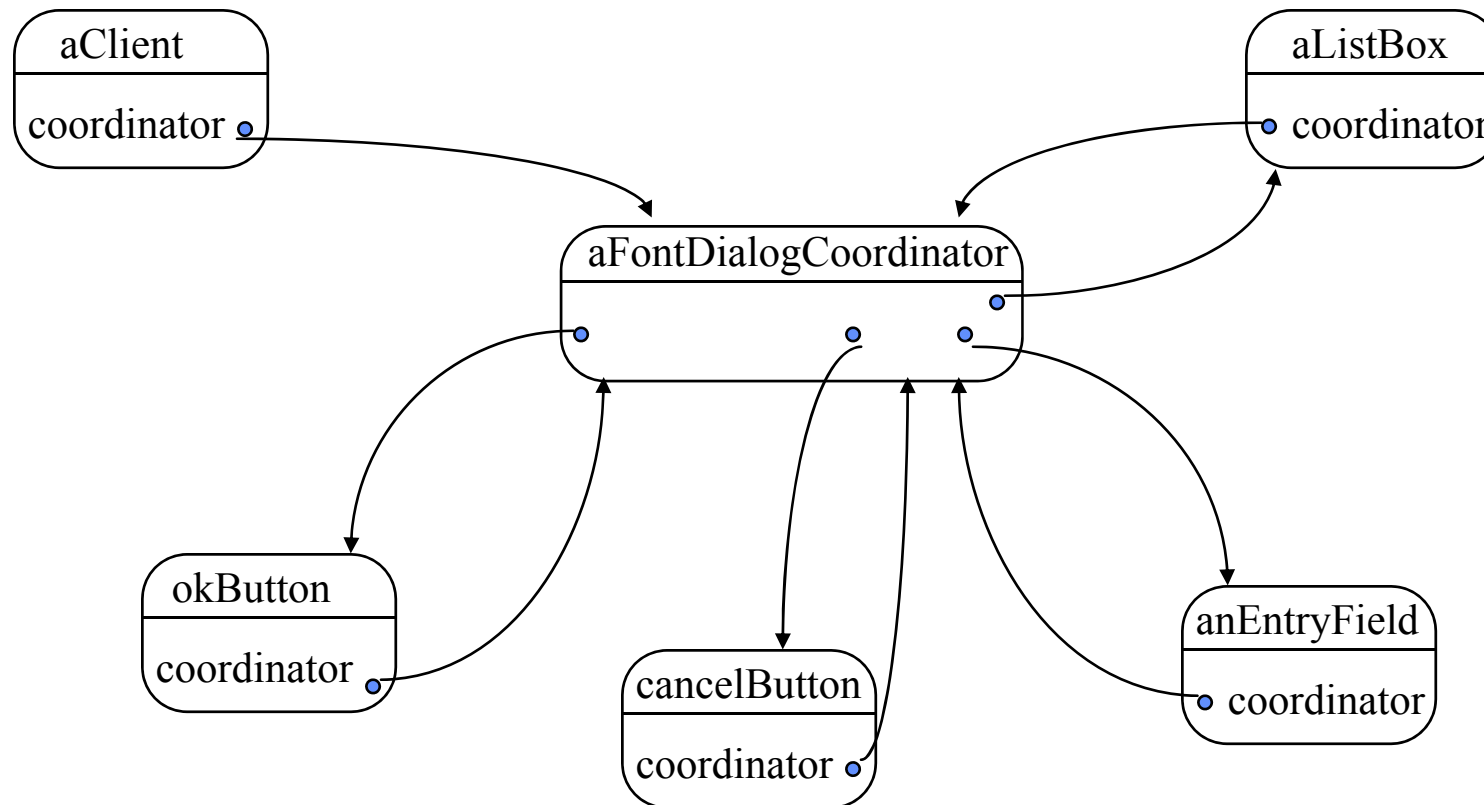 aClient
coordinator
aListBox
coordinator
aFontDialogCoordinator
okButton
coordinator
cancelButton
coordinator
anEntryField
coordinator